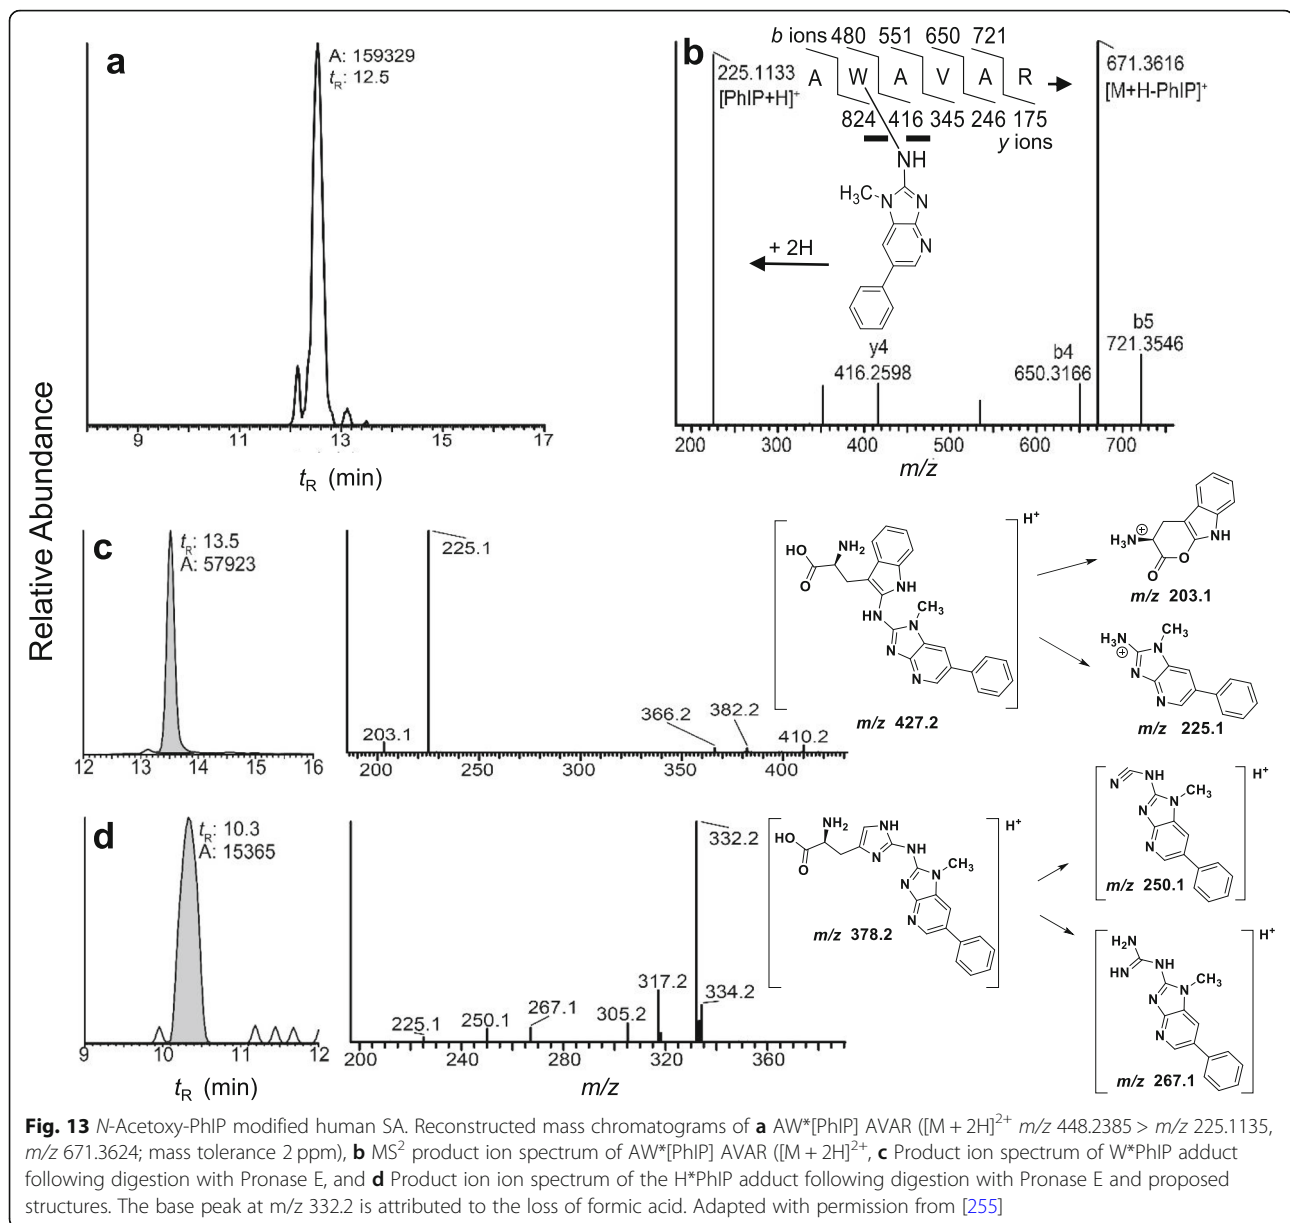 Relative Abundance
a
A: 159329
tR: 12.5
9 11 13 15 17
tR (min)
b
b ions 480 551 650 721
A W A V A R
824 416 345 246 175
y ions
225.1133
[PhIP+H]+
671.3616
[M+H-PhIP]+
NH
H3C
N N
N
+ 2H
y4
416.2598
b4
650.3166
b5
721.3546
200 300 400 500 600 700
m/z
c
tR: 13.5
A: 57923
12 13 14 15 16
225.1
203.1
366.2
382.2
410.2
200 250 300 350 400
H+
NH2
HO
O
NH
HN
CH3
N
N
N
m/z 427.2
H3N
NH
O
O
m/z 203.1
CH3
H3N
N
N
N
m/z 225.1
d
tR: 10.3
A: 15365
9 10 11 12
tR (min)
332.2
334.2
317.2
305.2
267.1
250.1
225.1
200 240 280 320 360
m/z
H+
NH2
HO
O
NH
N
NH
CH3
N
N
N
m/z 378.2
H+
N
NH
CH3
N
N
N
m/z 250.1
H+
H2N
NH
NH
CH3
N
N
N
m/z 267.1
Fig. 13 N-Acetoxy-PhIP modified human SA. Reconstructed mass chromatograms of a AW*[PhIP] AVAR ([M + 2H]2+ m/z 448.2385 > m/z 225.1135,
m/z 671.3624; mass tolerance 2 ppm), b MS2 product ion spectrum of AW*[PhIP] AVAR ([M + 2H]2+, c Product ion spectrum of W*PhIP adduct
following digestion with Pronase E, and d Product ion ion spectrum of the H*PhIP adduct following digestion with Pronase E and proposed
structures. The base peak at m/z 332.2 is attributed to the loss of formic acid. Adapted with permission from [255]